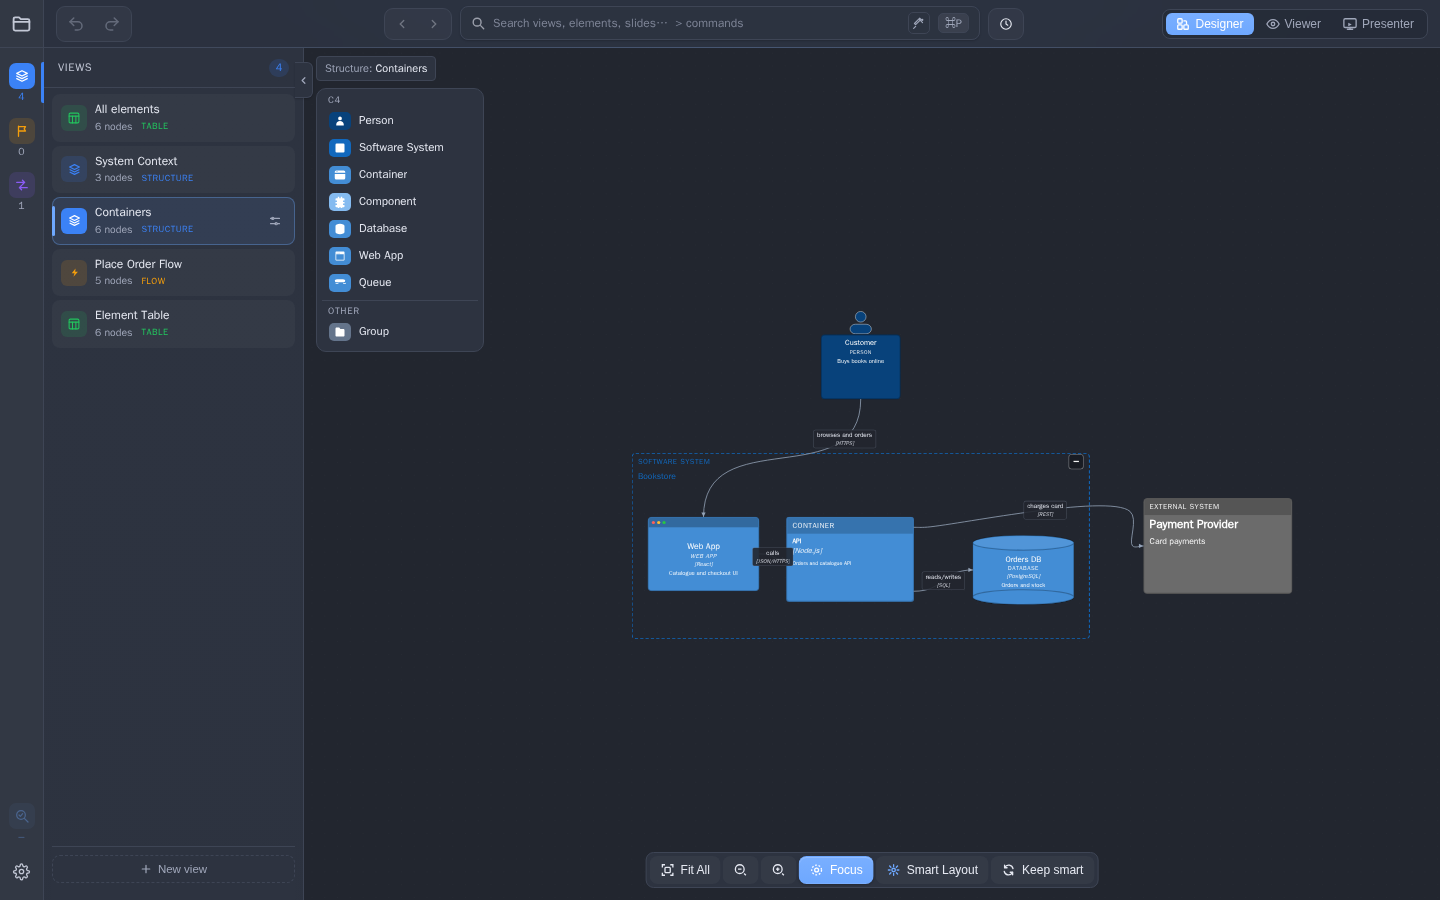 Search views, elements, slides··· > commands
⌘P
Designer
Viewer
Presenter
4
0
1
–
VIEWS
4
All elements
6 nodes TABLE
System Context
3 nodes STRUCTURE
Containers
6 nodes STRUCTURE
Place Order Flow
5 nodes FLOW
Element Table
6 nodes TABLE
New view
Structure: Containers
C4
Person
Software System
Container
Component
Database
Web App
Queue
OTHER
Group
Customer
PERSON
Buys books online
browses and orders
[HTTPS]
SOFTWARE SYSTEM
Bookstore
Web App
WEB APP
[React]
Catalogue and checkout UI
calls
[JSON/HTTPS]
CONTAINER
API
[Node.js]
Orders and catalogue API
charges card
[REST]
reads/writes
[SQL]
Orders DB
DATABASE
[PostgreSQL]
Orders and stock
EXTERNAL SYSTEM
Payment Provider
Card payments
Fit All
Focus
Smart Layout
Keep smart